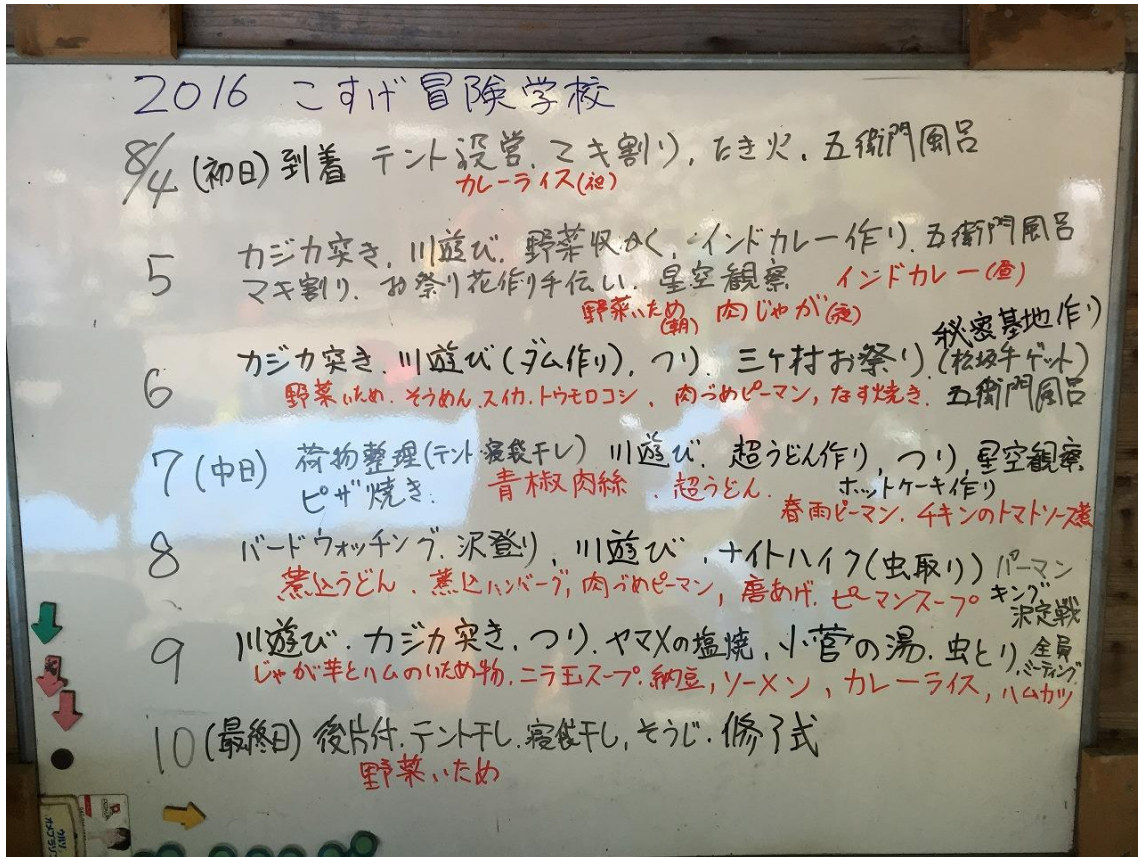 2016 こすげ冒険学校
8/4 (初日) 到着 テント設営、マキ割り、たき火、五衛門風呂
カレーライス(夜)
5 カジカ突き、川遊び、野菜収かく、インドカレー作り、五衛門風呂
マキ割り、お祭り花作り手伝い、星空観察 インドカレー(昼)
野菜いため(朝) 肉じゃが(夜)
秘密基地作り
6 カジカ突き、川遊び(ダム作り)、つり、三ケ村お祭り、(松坂牛ゲット)
野菜いため、そうめん、スイカ、トウモロコシ、肉づめピーマン、なす焼き、五衛門風呂
7 (中日) 荷物整理(テント・寝袋干し) 川遊び、超うどん作り、つり、星空観察
ピザ焼き、 青椒肉絲、超うどん、 ホットケーキ作り
春雨ピーマン、チキンのトマトソース煮
8 バードウォッチング、沢登り、川遊び、ナイトハイク(虫取り) パーマン
煮込うどん、煮込ハンバーグ、肉づめピーマン、唐あげ、ピーマンスープ キング
決定戦
9 川遊び、カジカ突き、つり、ヤマメの塩焼、小菅の湯、虫とり、全員
ミーティング
じゃが芋とハムのいため物、ニラ玉スープ、納豆、ソーメン、カレーライス、ハムカツ
10 (最終日) 後片付、テント干し、寝袋干し、そうじ、修了式
野菜いため